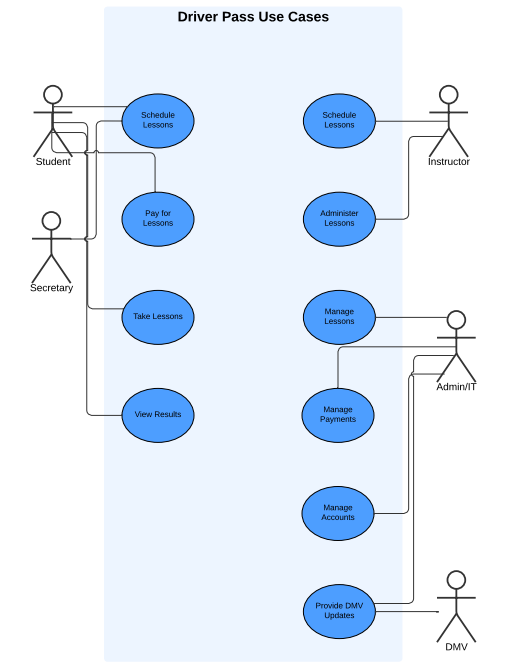 Driver Pass Use Cases
Schedule
Lessons
Schedule
Lessons
Student
Instructor
Pay for
Lessons
Administer
Lessons
Secretary
Take Lessons
Manage
Lessons
Admin/IT
View Results
Manage
Payments
Manage
Accounts
Provide DMV
Updates
DMV